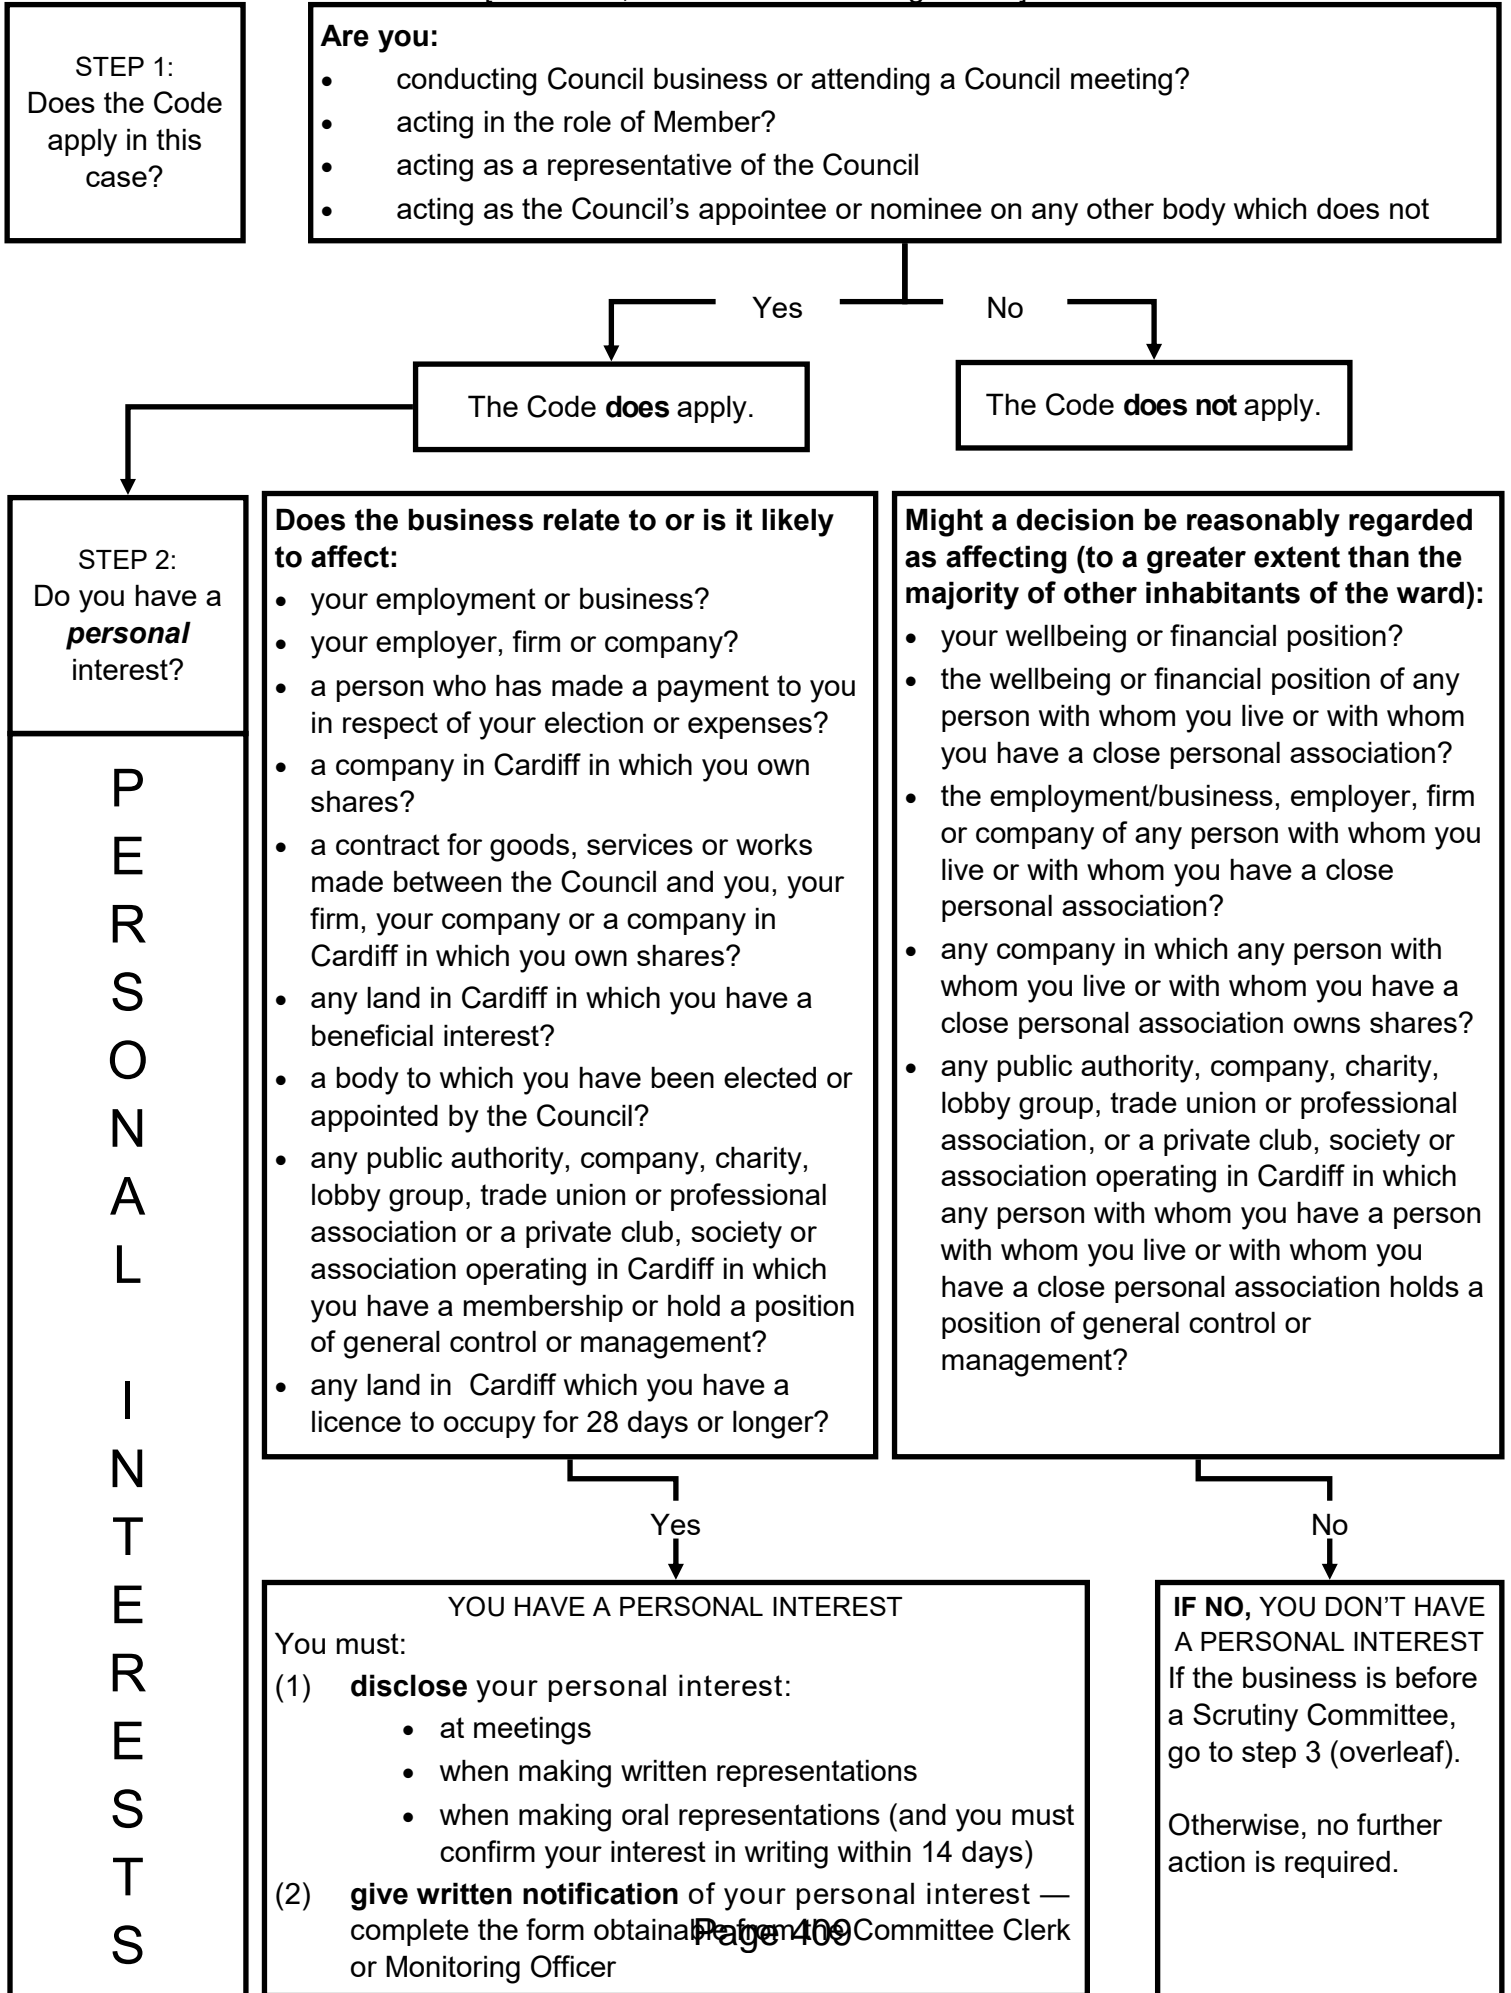 STEP 1:
Does the Code
apply in this
case?
Are you:
• conducting Council business or attending a Council meeting?
• acting in the role of Member?
• acting as a representative of the Council
• acting as the Council’s appointee or nominee on any other body which does not
Yes
No
The Code does apply.
The Code does not apply.
STEP 2:
Do you have a
personal
interest?
PERSONAL INTERESTS
Does the business relate to or is it likely
to affect:
• your employment or business?
• your employer, firm or company?
• a person who has made a payment to you
in respect of your election or expenses?
• a company in Cardiff in which you own
shares?
• a contract for goods, services or works
made between the Council and you, your
firm, your company or a company in
Cardiff in which you own shares?
• any land in Cardiff in which you have a
beneficial interest?
• a body to which you have been elected or
appointed by the Council?
• any public authority, company, charity,
lobby group, trade union or professional
association or a private club, society or
association operating in Cardiff in which
you have a membership or hold a position
of general control or management?
• any land in Cardiff which you have a
licence to occupy for 28 days or longer?
Might a decision be reasonably regarded
as affecting (to a greater extent than the
majority of other inhabitants of the ward):
• your wellbeing or financial position?
• the wellbeing or financial position of any
person with whom you live or with whom
you have a close personal association?
• the employment/business, employer, firm
or company of any person with whom you
live or with whom you have a close
personal association?
• any company in which any person with
whom you live or with whom you have a
close personal association owns shares?
• any public authority, company, charity,
lobby group, trade union or professional
association, or a private club, society or
association operating in Cardiff in which
any person with whom you have a person
with whom you live or with whom you
have a close personal association holds a
position of general control or
management?
Yes
No
YOU HAVE A PERSONAL INTEREST
You must:
(1) disclose your personal interest:
• at meetings
• when making written representations
• when making oral representations (and you must
confirm your interest in writing within 14 days)
(2) give written notification of your personal interest —
complete the form obtainable from the Committee Clerk
or Monitoring Officer
IF NO, YOU DON’T HAVE
A PERSONAL INTEREST
If the business is before
a Scrutiny Committee,
go to step 3 (overleaf).
Otherwise, no further
action is required.
Page 409